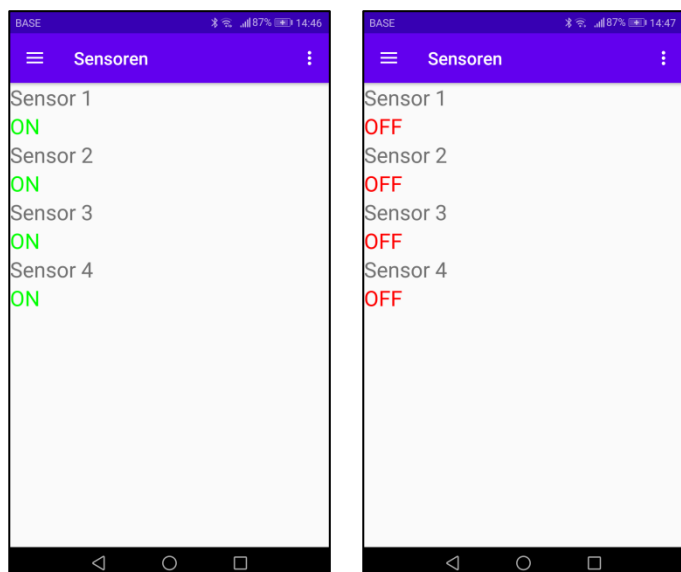 BASE 87% 14:46
Sensoren
Sensor 1
ON
Sensor 2
ON
Sensor 3
ON
Sensor 4
ON
BASE 87% 14:47
Sensoren
Sensor 1
OFF
Sensor 2
OFF
Sensor 3
OFF
Sensor 4
OFF